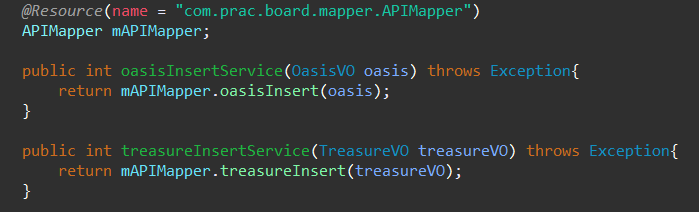 @Resource(name = "com.prac.board.mapper.APIMapper")
APIMapper mAPIMapper;
public int oasisInsertService(OasisVO oasis) throws Exception{
return mAPIMapper.oasisInsert(oasis);
}
public int treasureInsertService(TreasureVO treasureVO) throws Exception{
return mAPIMapper.treasureInsert(treasureVO);
}